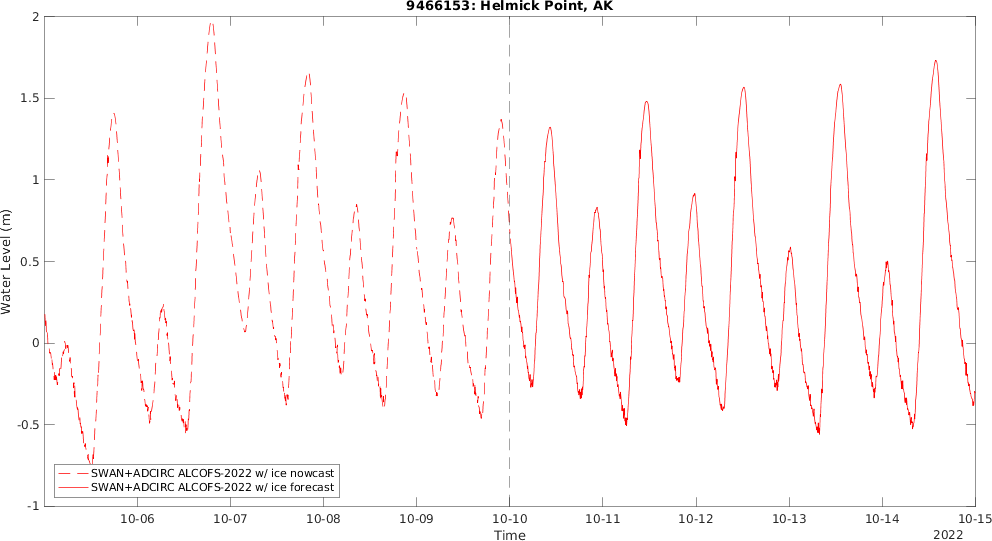 9466153: Helmick Point, AK
2
1.5
1
0.5
0
-0.5
-1
Water Level (m)
SWAN+ADCIRC ALCOFS-2022 w/ ice nowcast
SWAN+ADCIRC ALCOFS-2022 w/ ice forecast
10-06 10-07 10-08 10-09 10-10 10-11 10-12 10-13 10-14 10-15
Time
2022